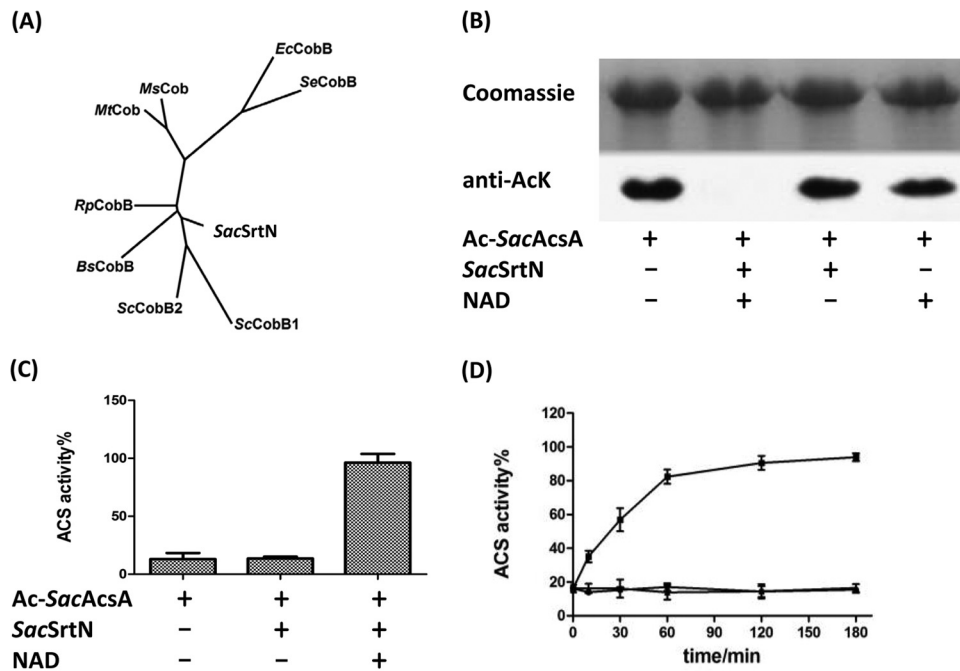 (A)
EcCobB
SeCobB
MsCob
MtCob
RpCobB
SacSrtN
BsCobB
ScCobB2
ScCobB1
(B)
Coomassie
anti-AcK
Ac-SacAcsA + + + +
SacSrtN − + + −
NAD − + − +
(C)
ACS activity%
150
100
50
0
Ac-SacAcsA + + +
SacSrtN − + +
NAD − − +
(D)
ACS activity%
120
100
80
60
40
20
0
0 30 60 90 120 150 180
time/min